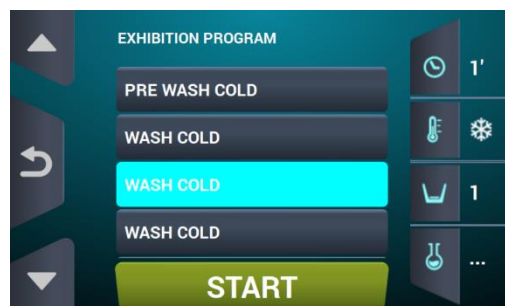 EXHIBITION PROGRAM
PRE WASH COLD
WASH COLD
WASH COLD
WASH COLD
START
1'
1
...